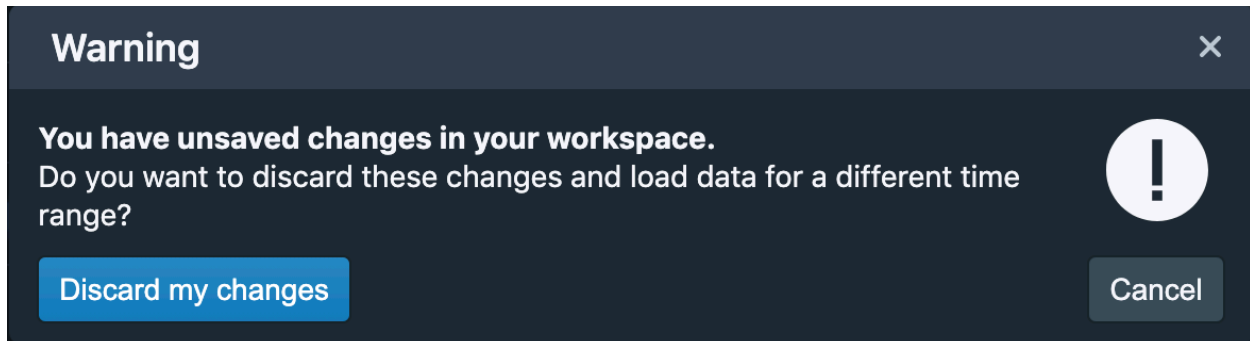 Warning
You have unsaved changes in your workspace.
Do you want to discard these changes and load data for a different time
range?
Discard my changes
Cancel